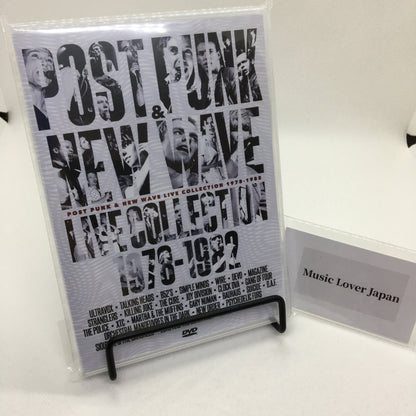 POST PUNK
&
NEW WAVE
POST PUNK & NEW WAVE LIVE COLLECTION 1978-1982
LIVE COLLECTION
1978-1982
ULTRAVOX • TALKING HEADS • BSP'S • SIMPLE MINDS • WIRE • DEVO • MAGAZINE
STRANGLERS • KILLING JOKE • THE CURE • JOY DIVISION • CLOCK DVA • GANG OF FOUR
THE POLICE • XTC • MARTHA & THE MUFFINS • GARY NUMAN • BAUHAUS • SUICIDE • D.A.F.
ORCHESTRAL MANOEUVRES IN THE DARK • NEW ORDER • PSYCHEDELIC FURS
DVD
Music Lover Japan